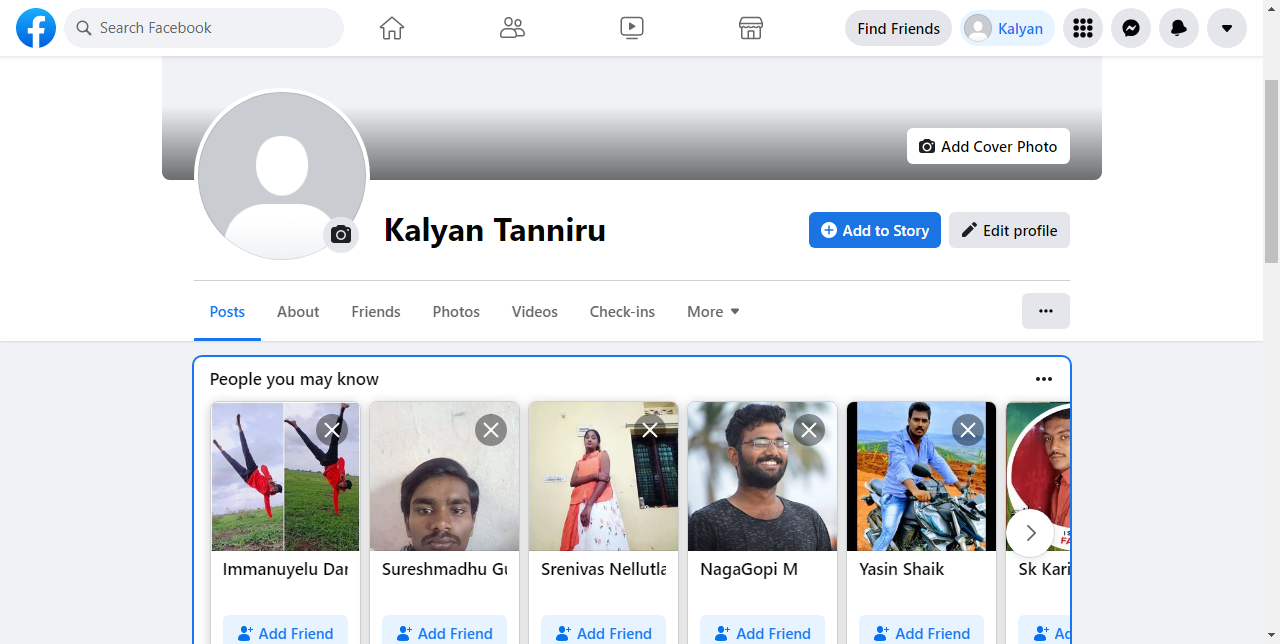 Search Facebook
Find Friends
Kalyan
Add Cover Photo
Kalyan Tanniru
Add to Story
Edit profile
Posts About Friends Photos Videos Check-ins More
People you may know
Immanuyelu Dar Sureshmadhu Gu Srenivas Nellutla NagaGopi M Yasin Shaik Sk Kari
Add Friend Add Friend Add Friend Add Friend Add Friend